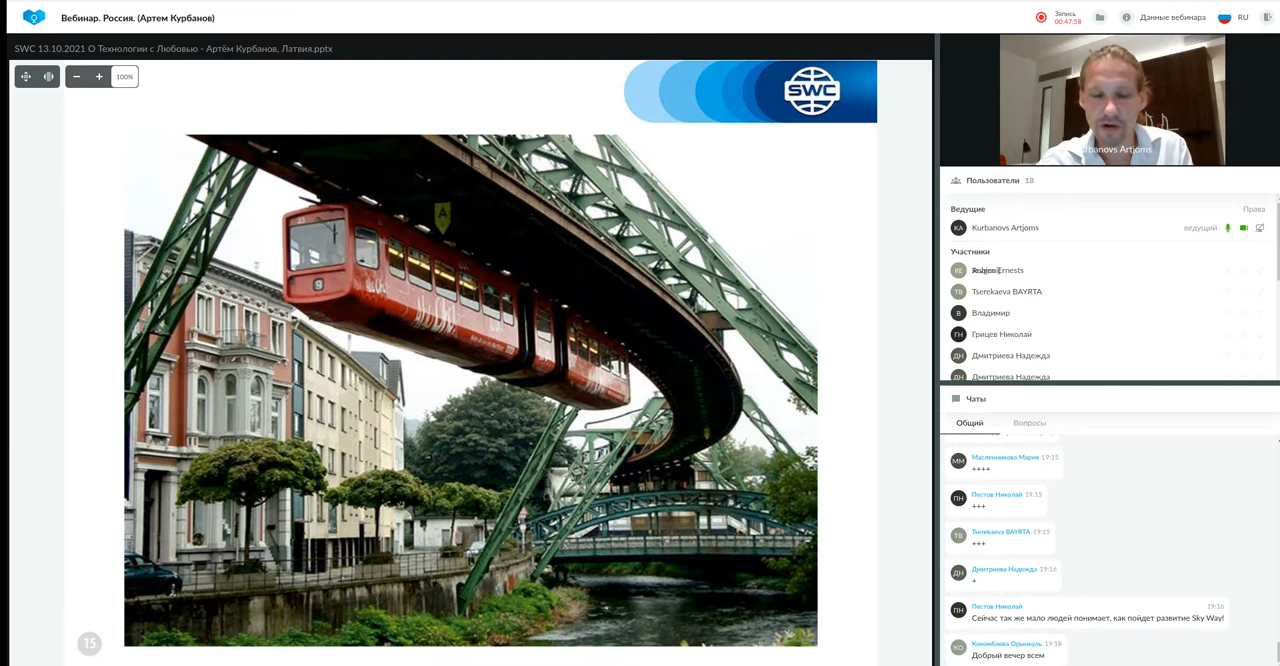 Вебинар. Россия. (Артем Курбанов)
Запись
00:47:58
Данные вебинара
RU
SWC 13.10.2021 О Технологии с Любовью - Артём Курбанов, Латвия.pptx
100%
SWC
A
9
15
Kurbanovs Artjoms
Пользователи 18
Ведущие
Права
KA
Kurbanovs Artjoms
ведущий
Участники
RE
Ernests
TB
Tserekaeva BAYRTA
В
Владимир
ГН
Грицев Николай
ДН
Дмитриева Надежда
ДН
Дмитриева Надежда
Чаты
Общий
Вопросы
ММ
Масленникова Мария 19:15
++++
ПН
Пестов Николай 19:15
+++
TB
Tserekaeva BAYRTA 19:15
+++
ДН
Дмитриева Надежда 19:16
+
ПН
Пестов Николай 19:16
Сейчас так же мало людей понимает, как пойдет развитие Sky Way!
КО
Кокомбаева Орынкуль 19:18
Добрый вечер всем